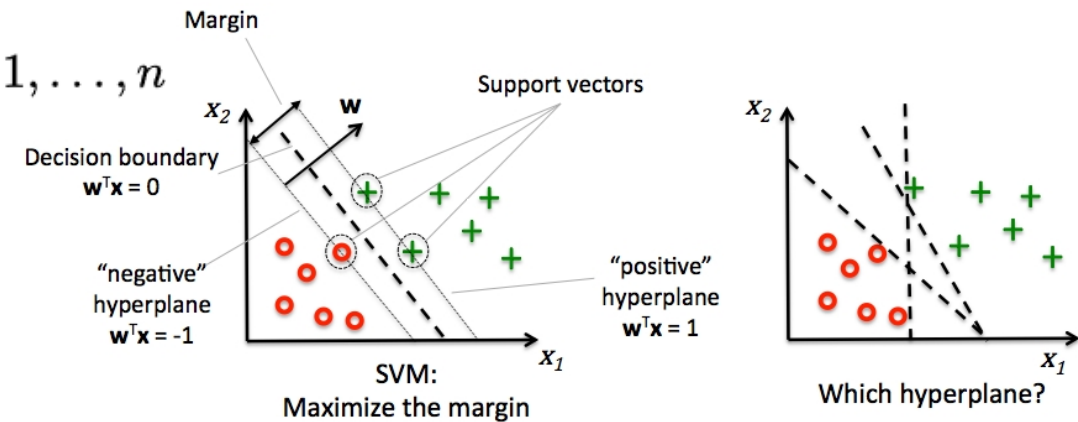 Margin
1, . . . , n
x₂
w
Support vectors
Decision boundary
wᵀx = 0
"negative"
hyperplane
wᵀx = -1
"positive"
hyperplane
wᵀx = 1
x₁
SVM:
Maximize the margin
x₂
x₁
Which hyperplane?